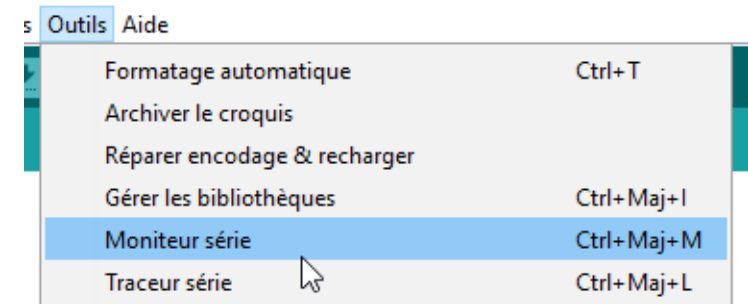 s Outils Aide
Formatage automatique Ctrl+T
Archiver le croquis
Réparer encodage & recharger
Gérer les bibliothèques Ctrl+Maj+I
Moniteur série Ctrl+Maj+M
Traceur série Ctrl+Maj+L